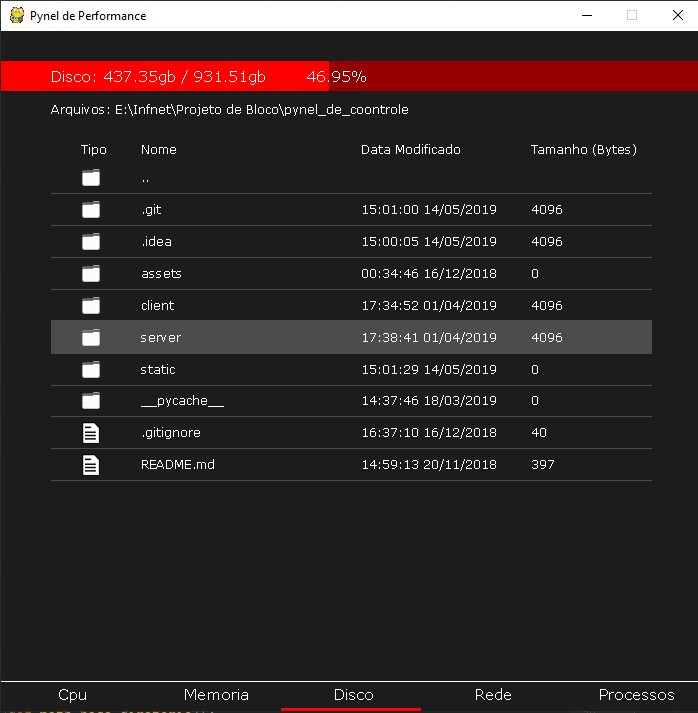 Pynel de Performance
Disco: 437.35gb / 931.51gb 46.95%
Arquivos: E:\Infnet\Projeto de Bloco\pynel_de_coontrole
Tipo Nome Data Modificado Tamanho (Bytes)
..
.git 15:01:00 14/05/2019 4096
.idea 15:00:05 14/05/2019 4096
assets 00:34:46 16/12/2018 0
client 17:34:52 01/04/2019 4096
server 17:38:41 01/04/2019 4096
static 15:01:29 14/05/2019 0
__pycache__ 14:37:46 18/03/2019 0
.gitignore 16:37:10 16/12/2018 40
README.md 14:59:13 20/11/2018 397
Cpu Memoria Disco Rede Processos